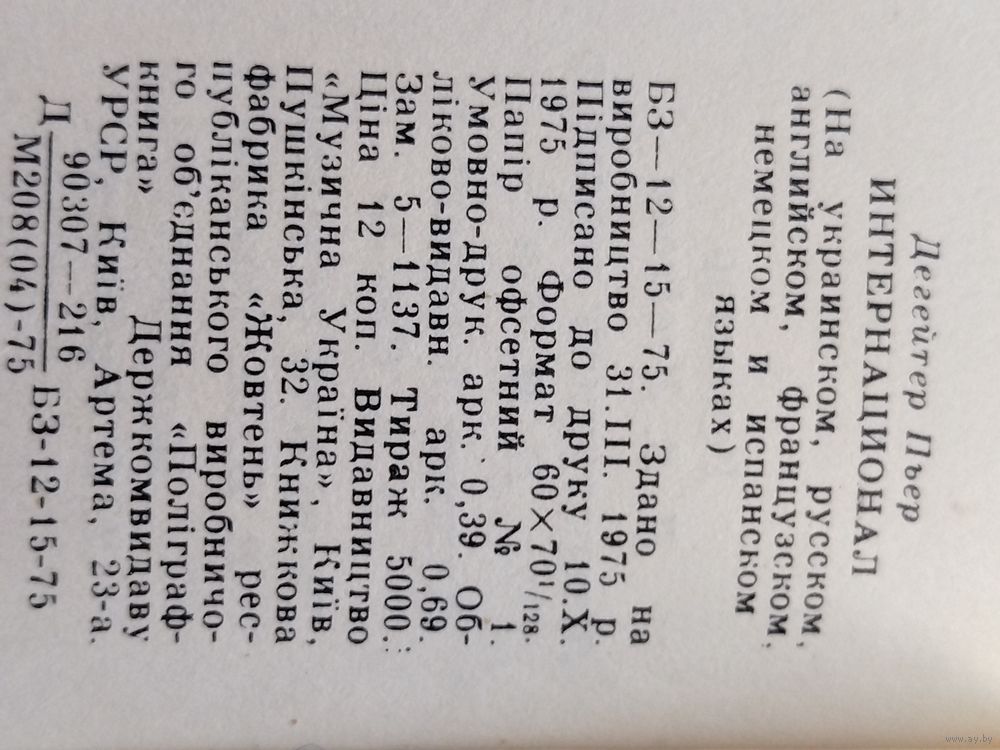 Дегейтер Пъер
ИНТЕРНАЦИОНАЛ
(На украинском, русском,
английском, французском,
немецком и испанском
языках)
БЗ—12—15—75. Здано на
виробництво 31.III. 1975 р.
Підписано до друку 10.X.
1975 р. Формат 60×70¹/₁₂₈.
Папір офсетний № 1.
Умовно-друк. арк. 0,39. Об-
ліково-видавн. арк. 0,69.
Зам. 5—1137. Тираж 5000.
Ціна 12 коп. Видавництво
«Музична Україна», Київ,
Пушкінська, 32. Книжкова
фабрика «Жовтень» рес-
публіканського виробничо-
го об'єднання «Поліграф-
книга» Держкомвидаву
УРСР, Київ, Артема, 23-а.
Д 90307—216
М208(04)-75 БЗ-12-15-75
www.ay.by